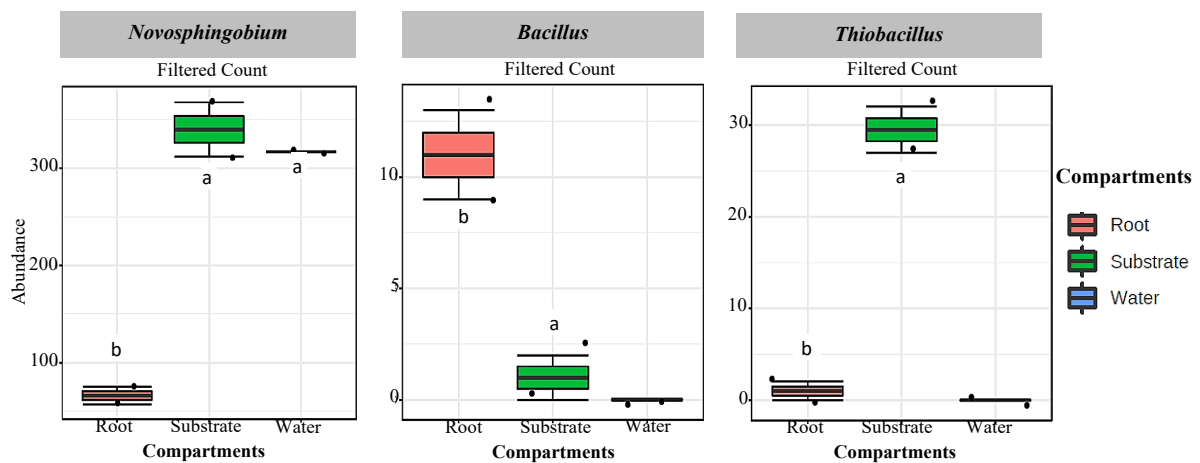 Novosphingobium
Filtered Count
Abundance
300
200
100
a
a
b
Root Substrate Water
Compartments
Bacillus
Filtered Count
10
5
0
b
a
Root Substrate Water
Compartments
Thiobacillus
Filtered Count
30
20
10
0
a
b
Root Substrate Water
Compartments
Compartments
Root
Substrate
Water